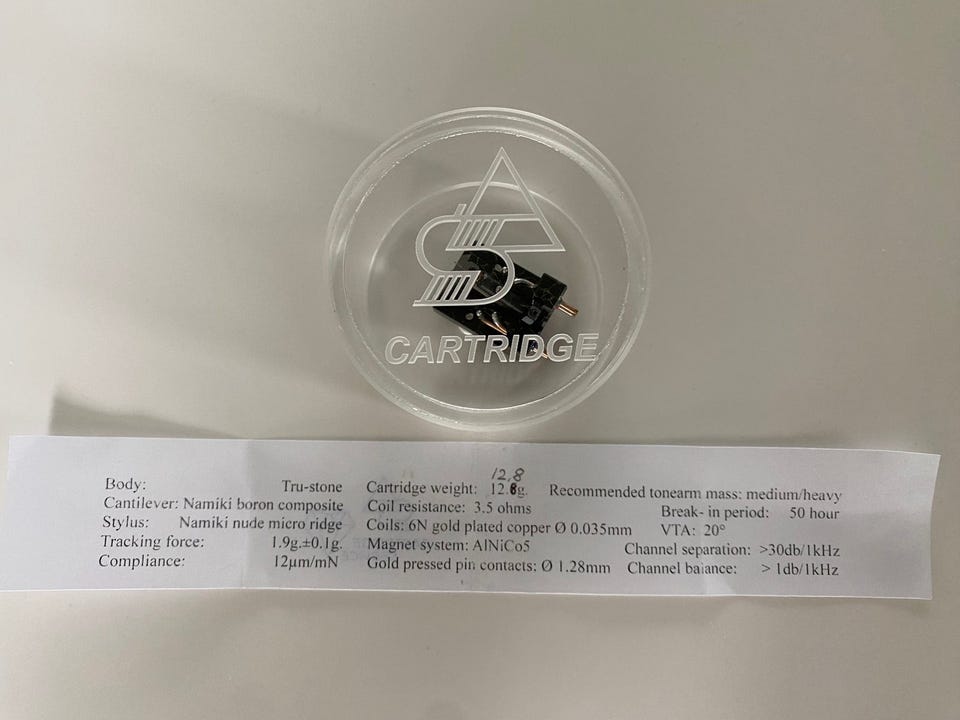 CARTRIDGE
12,8
Body: Tru-stone Cartridge weight: 12.8g. Recommended tonearm mass: medium/heavy
Cantilever: Namiki boron composite Coil resistance: 3.5 ohms Break- in period: 50 hour
Stylus: Namiki nude micro ridge Coils: 6N gold plated copper Ø 0.035mm VTA: 20°
Tracking force: 1.9g.±0.1g. Magnet system: AlNiCo5 Channel separation: >30db/1kHz
Compliance: 12µm/mN Gold pressed pin contacts: Ø 1.28mm Channel balance: > 1db/1kHz